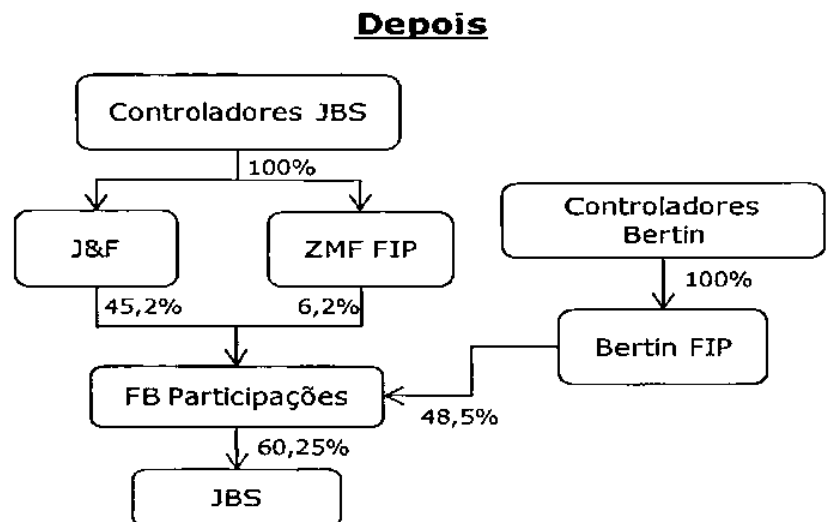 Depois
Controladores JBS
100%
J&F
ZMF FIP
Controladores
Bertin
45,2%
6,2%
100%
Bertin FIP
FB Participações
48,5%
60,25%
JBS